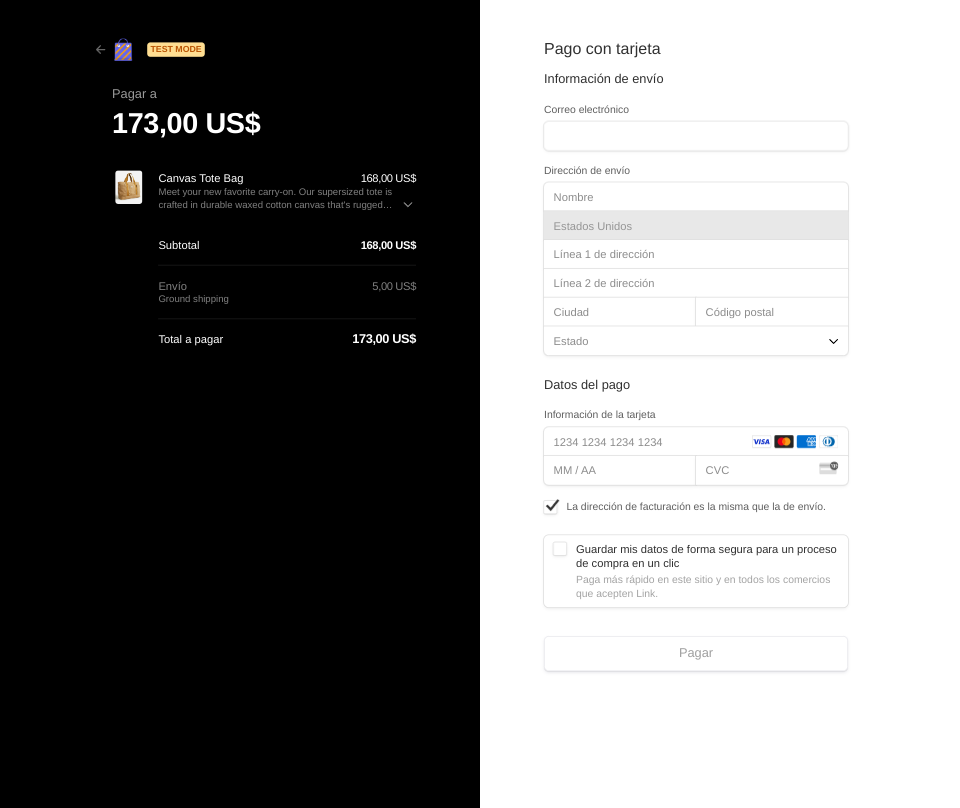 TEST MODE
Pagar a
173,00 US$
Canvas Tote Bag 168,00 US$
Meet your new favorite carry-on. Our supersized tote is
crafted in durable waxed cotton canvas that's rugged…
Subtotal 168,00 US$
Envío 5,00 US$
Ground shipping
Total a pagar 173,00 US$
Pago con tarjeta
Información de envío
Correo electrónico
Dirección de envío
Nombre
Estados Unidos
Línea 1 de dirección
Línea 2 de dirección
Ciudad Código postal
Estado
Datos del pago
Información de la tarjeta
1234 1234 1234 1234 VISA
MM / AA CVC
La dirección de facturación es la misma que la de envío.
Guardar mis datos de forma segura para un proceso
de compra en un clic
Paga más rápido en este sitio y en todos los comercios
que acepten Link.
Pagar